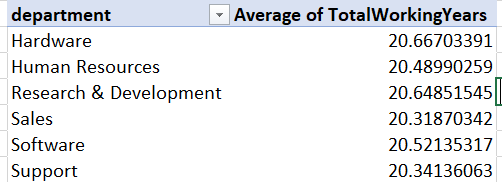 department Average of TotalWorkingYears
Hardware 20.66703391
Human Resources 20.48990259
Research & Development 20.64851545
Sales 20.31870342
Software 20.52135317
Support 20.34136063